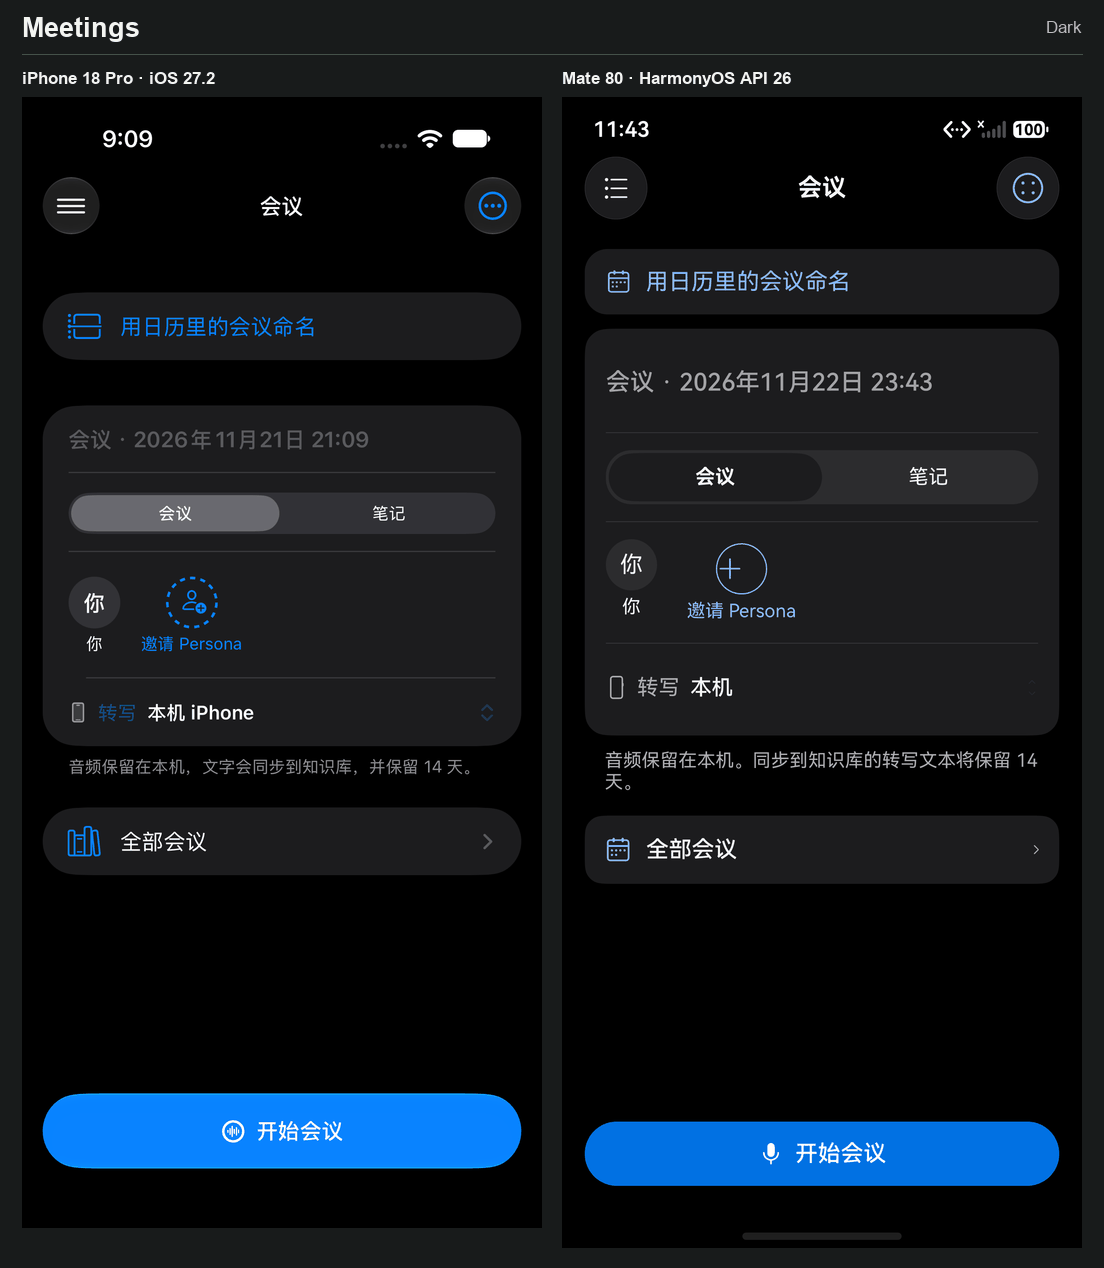 Meetings
Dark
iPhone 18 Pro · iOS 27.2
9:09
会议
用日历里的会议命名
会议 · 2026年11月21日 21:09
会议
笔记
你
你
邀请 Persona
转写 本机 iPhone
音频保留在本机，文字会同步到知识库，并保留 14 天。
全部会议
开始会议
Mate 80 · HarmonyOS API 26
11:43
100
会议
用日历里的会议命名
会议 · 2026年11月22日 23:43
会议
笔记
你
你
邀请 Persona
转写 本机
音频保留在本机。同步到知识库的转写文本将保留 14
天。
全部会议
开始会议